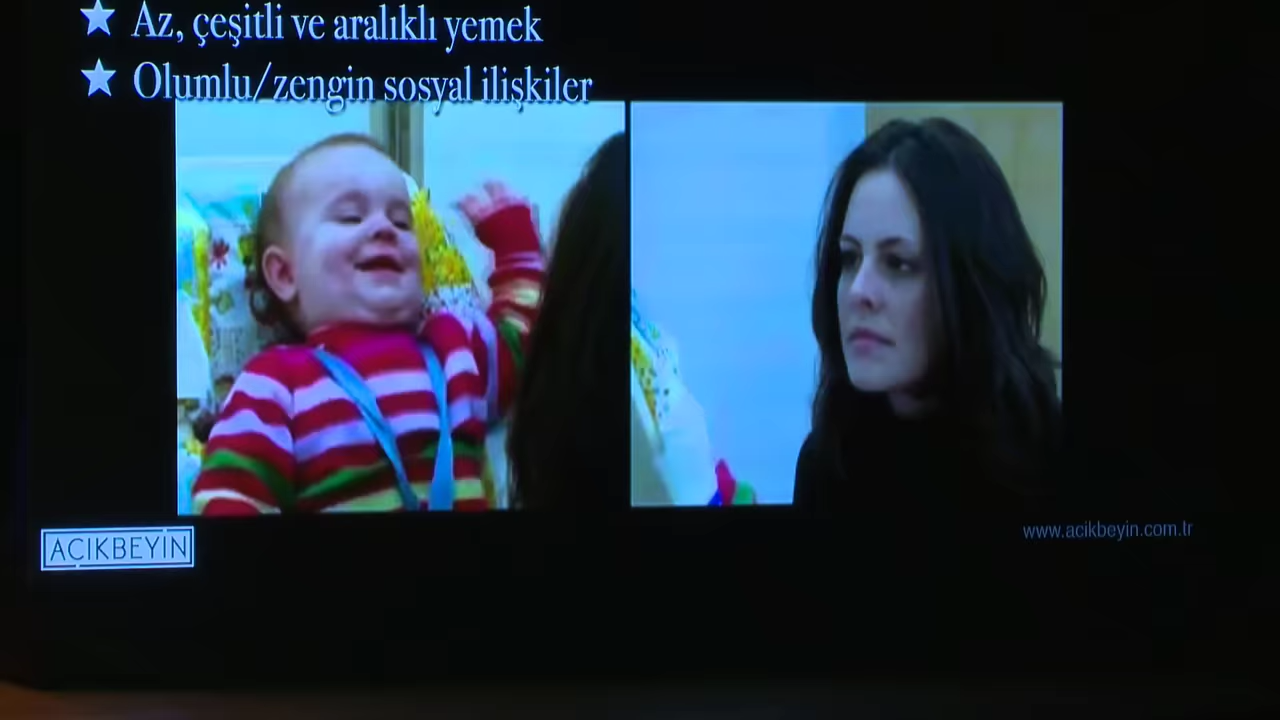 Az, çeşitli ve aralıklı yemek
Olumlu/zengin sosyal ilişkiler
AÇIKBEYİN
www.acikbeyin.com.tr